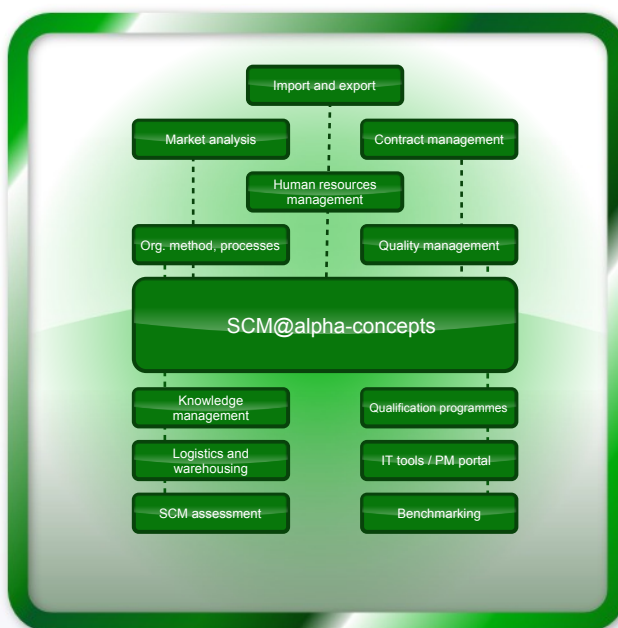 Import and export
Market analysis
Contract management
Human resources
management
Org. method, processes
Quality management
SCM@alpha-concepts
Knowledge
management
Qualification programmes
Logistics and
warehousing
IT tools / PM portal
SCM assessment
Benchmarking